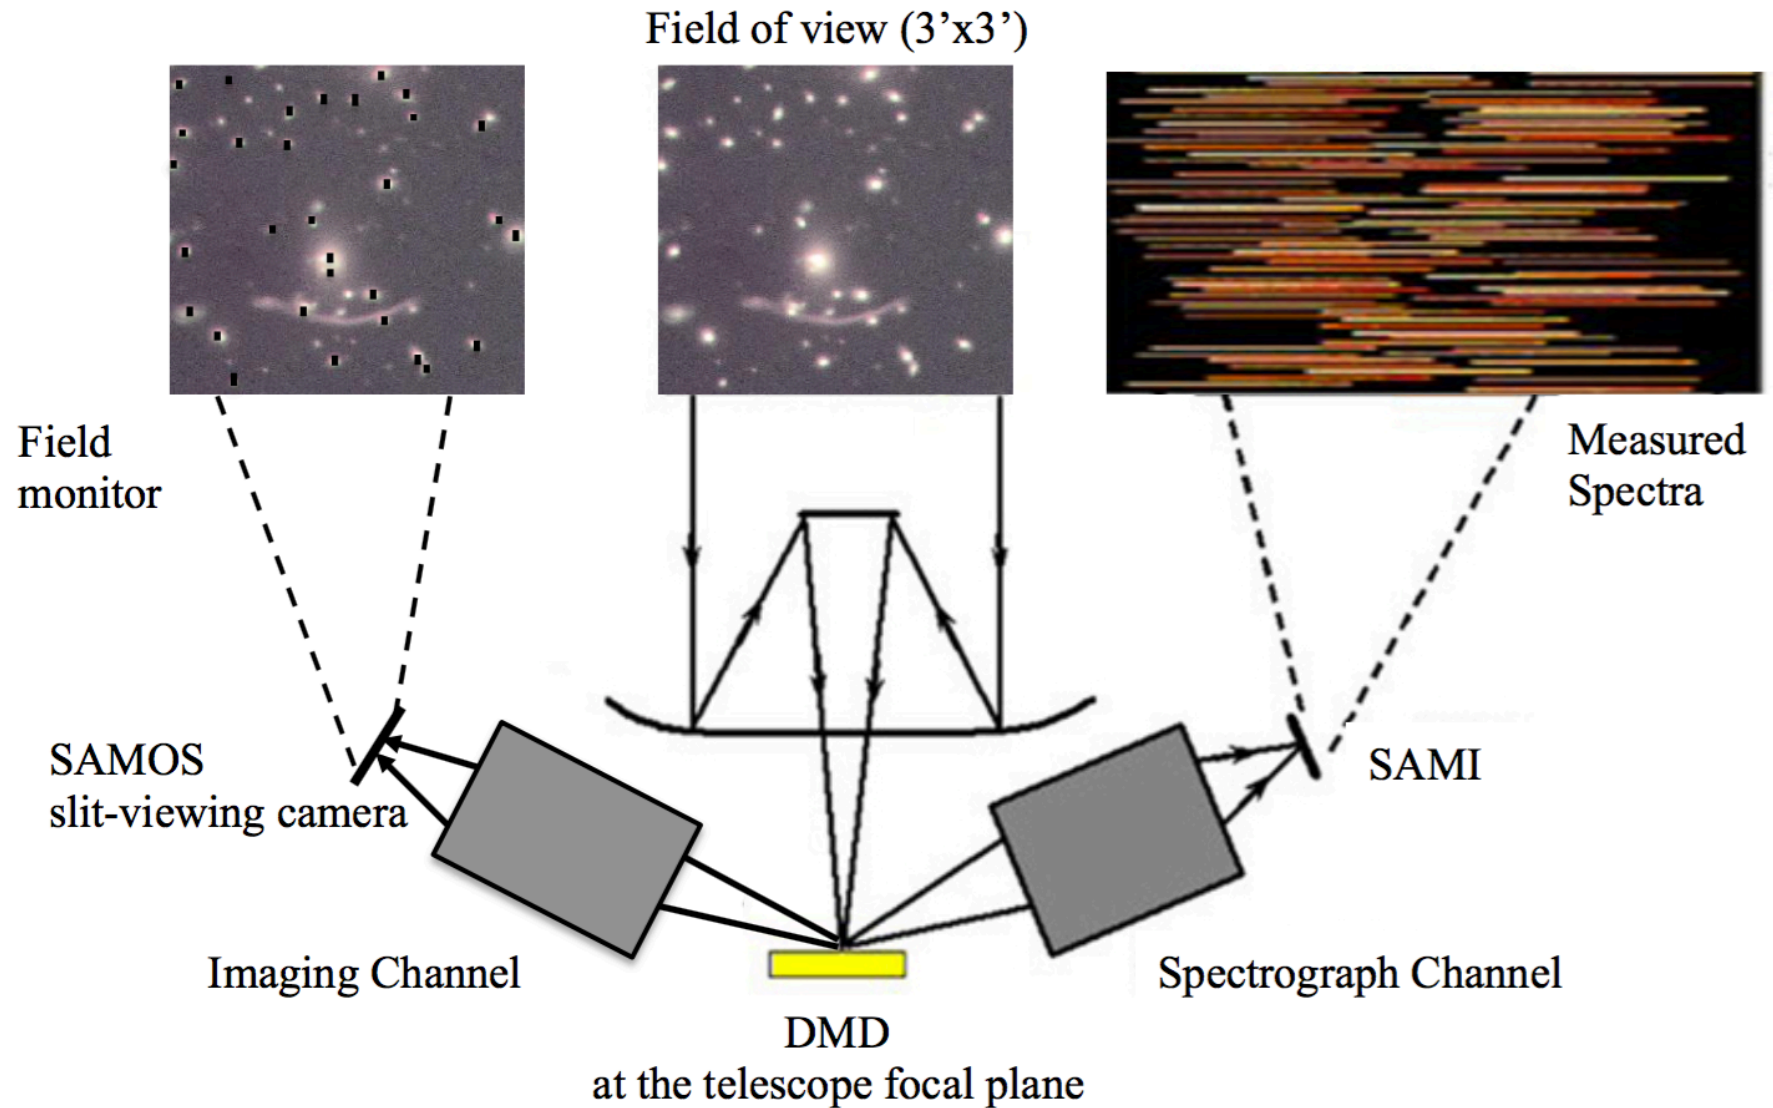 Field of view (3’x3’)
Field
monitor
Measured
Spectra
SAMOS
slit-viewing camera
SAMI
Imaging Channel
Spectrograph Channel
DMD
at the telescope focal plane